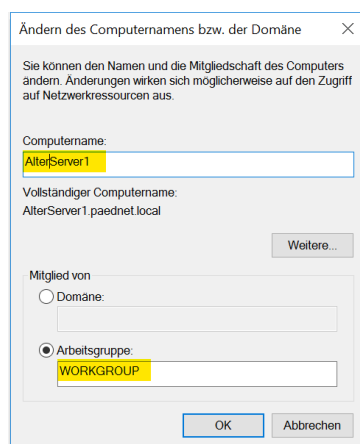 Ändern des Computernamens bzw. der Domäne
Sie können den Namen und die Mitgliedschaft des Computers
ändern. Änderungen wirken sich möglicherweise auf den Zugriff
auf Netzwerkressourcen aus.
Computername:
AlterServer1
Vollständiger Computername:
AlterServer1.paednet.local
Weitere...
Mitglied von
Domäne:
Arbeitsgruppe:
WORKGROUP
OK Abbrechen